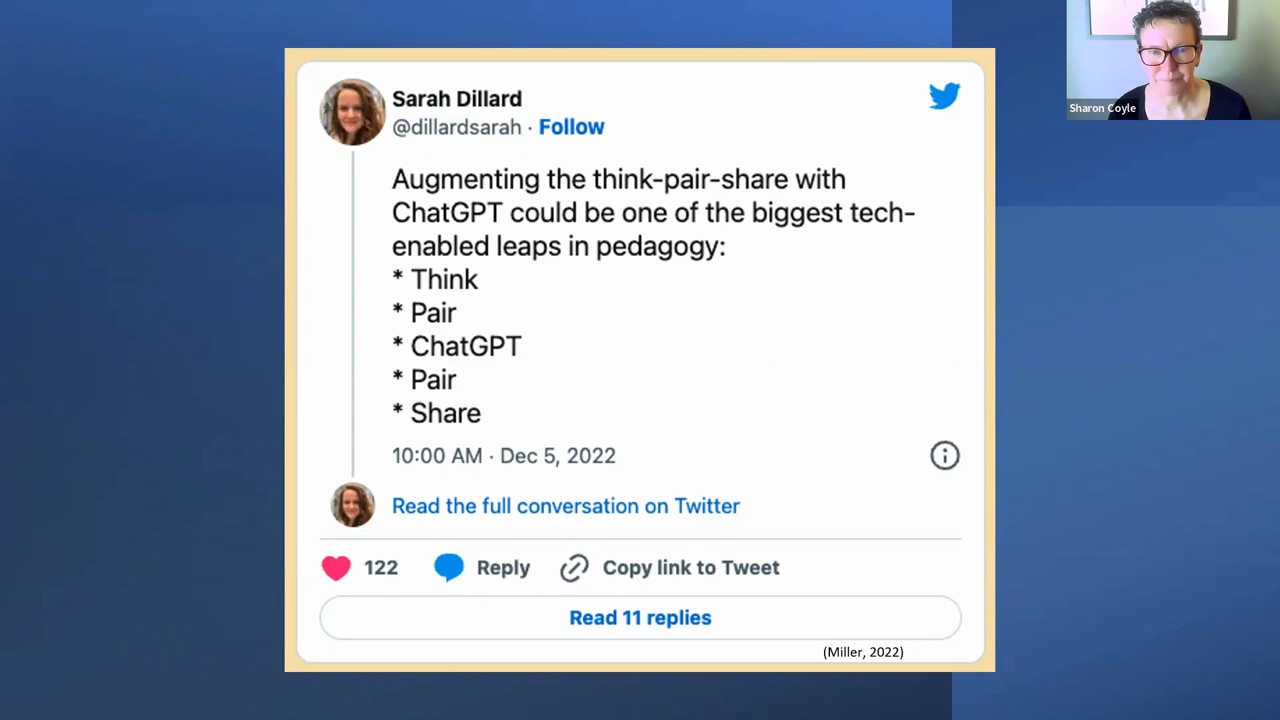 Sharon Coyle
Sarah Dillard
@dillardsarah · Follow
Augmenting the think-pair-share with
ChatGPT could be one of the biggest tech-
enabled leaps in pedagogy:
* Think
* Pair
* ChatGPT
* Pair
* Share
10:00 AM · Dec 5, 2022
Read the full conversation on Twitter
122 Reply Copy link to Tweet
Read 11 replies
(Miller, 2022)